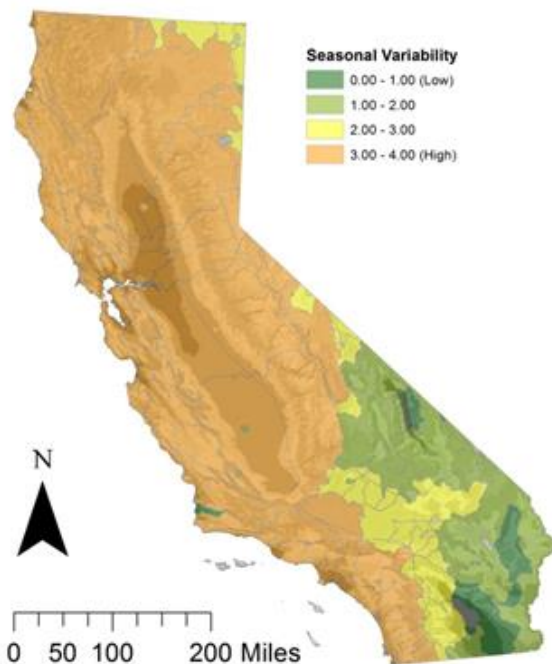 Seasonal Variability
0.00 - 1.00 (Low)
1.00 - 2.00
2.00 - 3.00
3.00 - 4.00 (High)
N
0 50 100 200 Miles